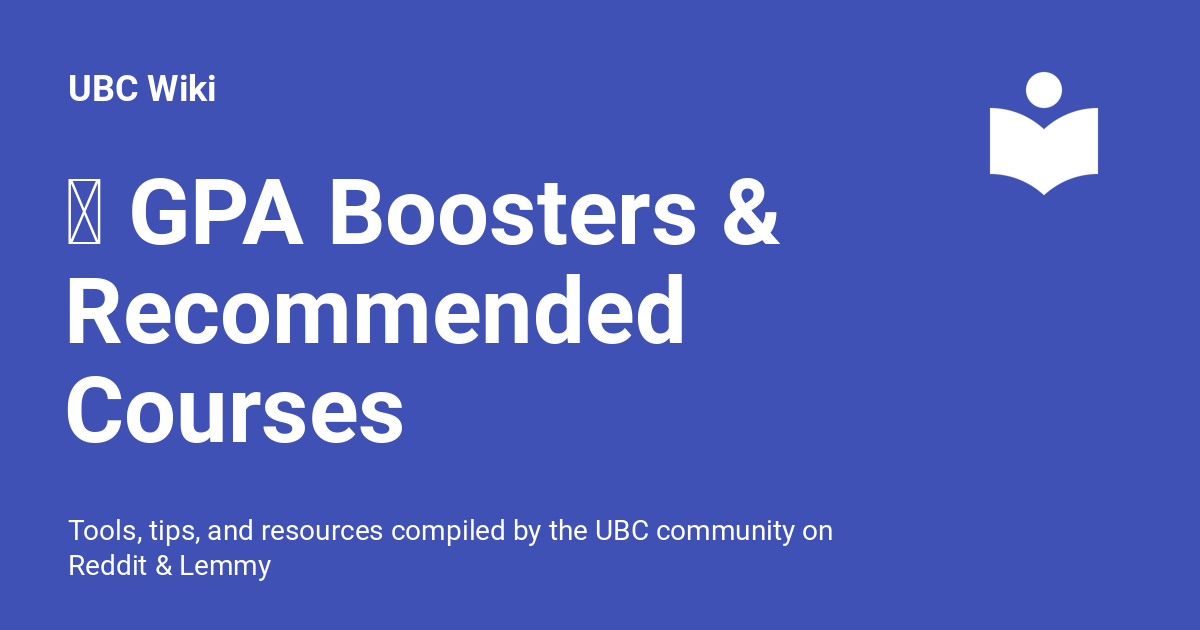 UBC Wiki
GPA Boosters &
Recommended
Courses
Tools, tips, and resources compiled by the UBC community on
Reddit & Lemmy